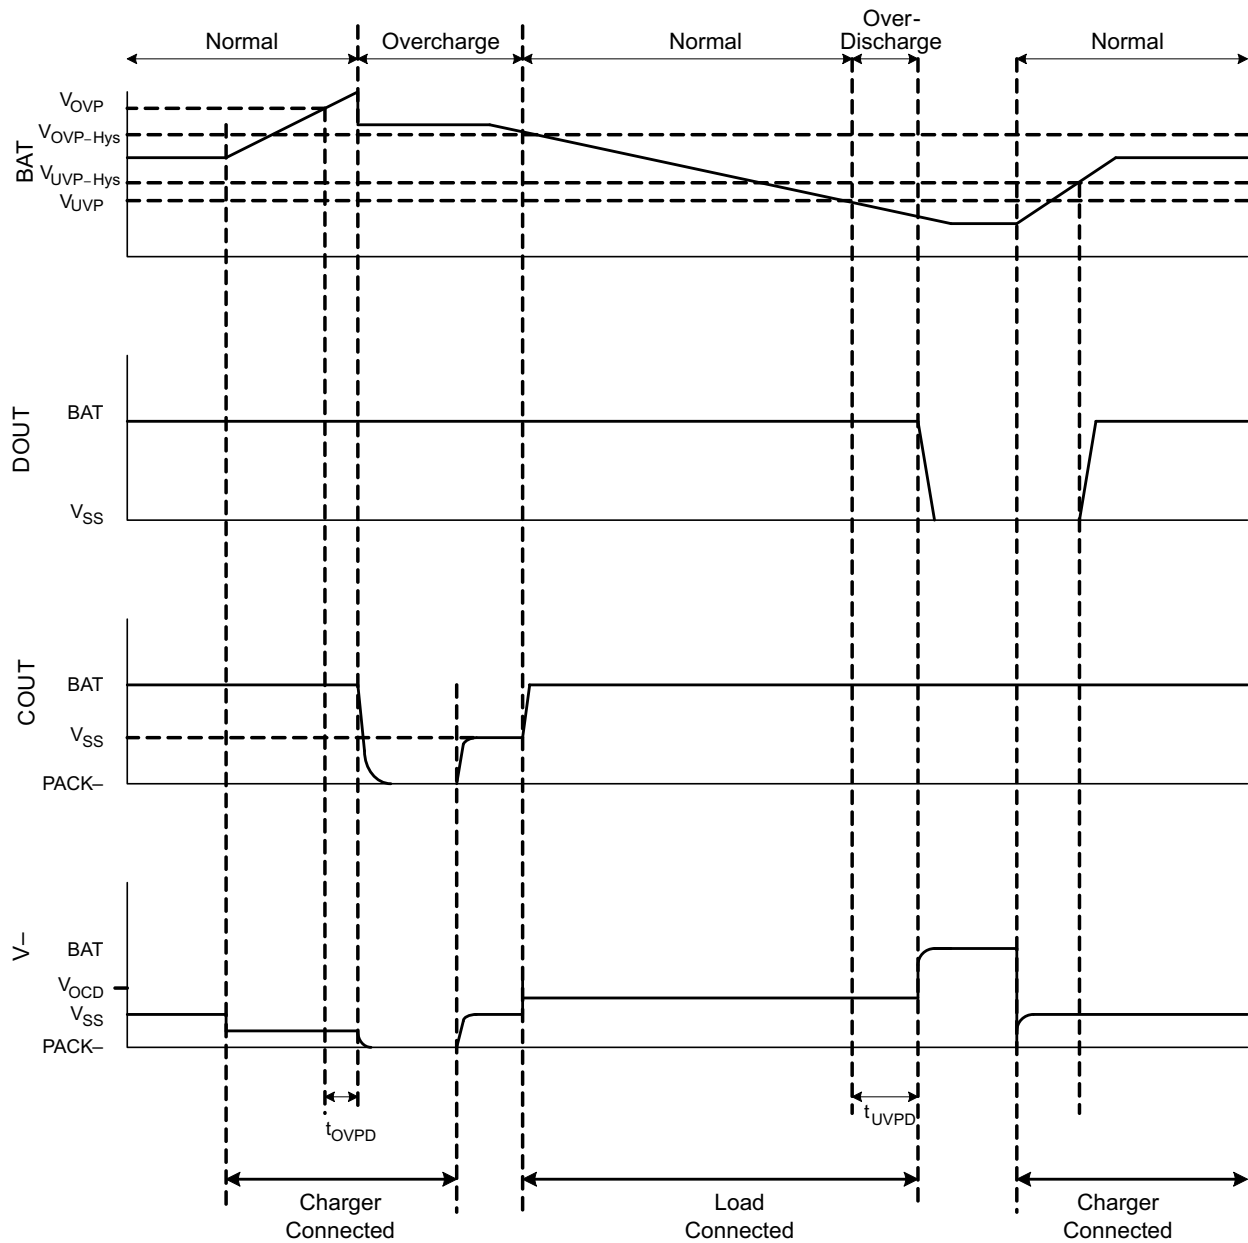 Normal
Overcharge
Normal
Over-
Discharge
Normal
BAT
VOVP
VOVP–Hys
VUVP–Hys
VUVP
DOUT
BAT
VSS
COUT
BAT
VSS
PACK–
V–
BAT
VOCD
VSS
PACK–
tOVPD
tUVPD
Charger
Connected
Load
Connected
Charger
Connected